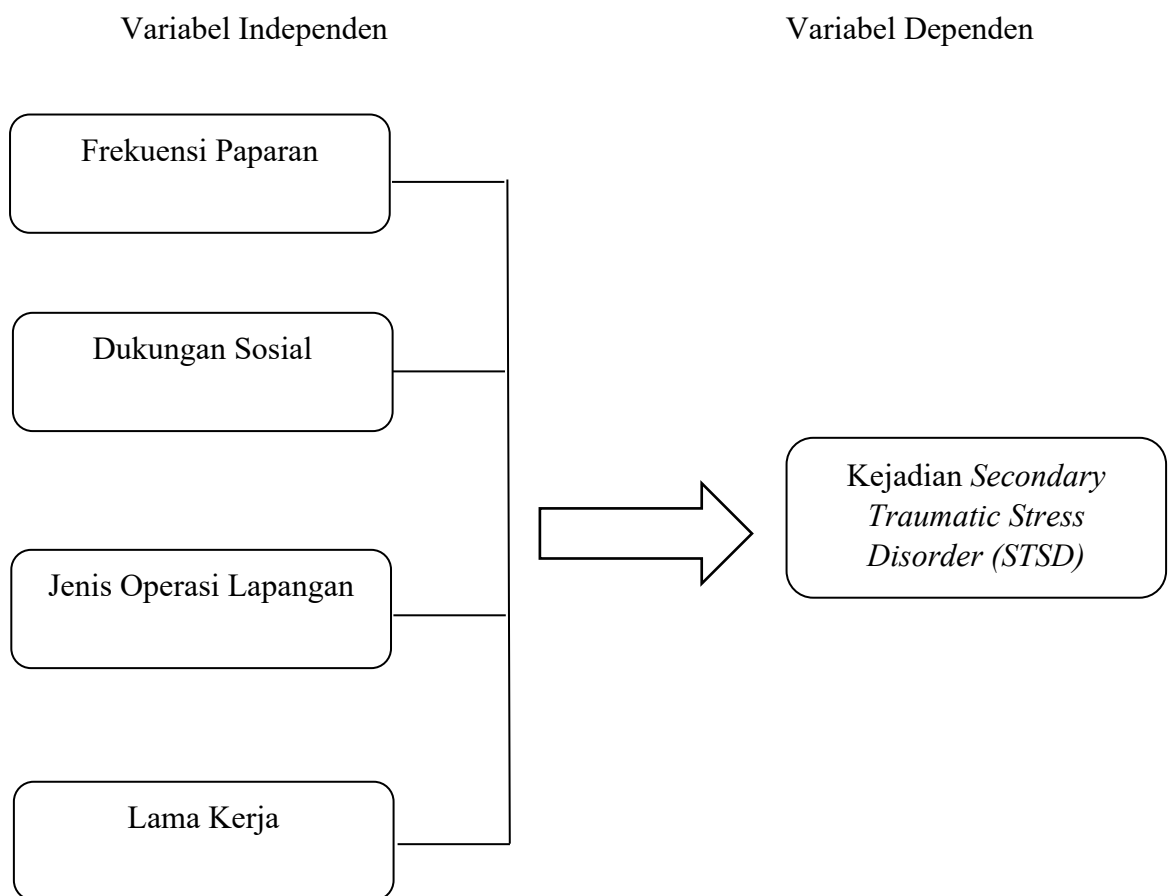 Variabel Independen
Variabel Dependen
Frekuensi Paparan
Dukungan Sosial
Jenis Operasi Lapangan
Lama Kerja
Kejadian Secondary
Traumatic Stress
Disorder (STSD)